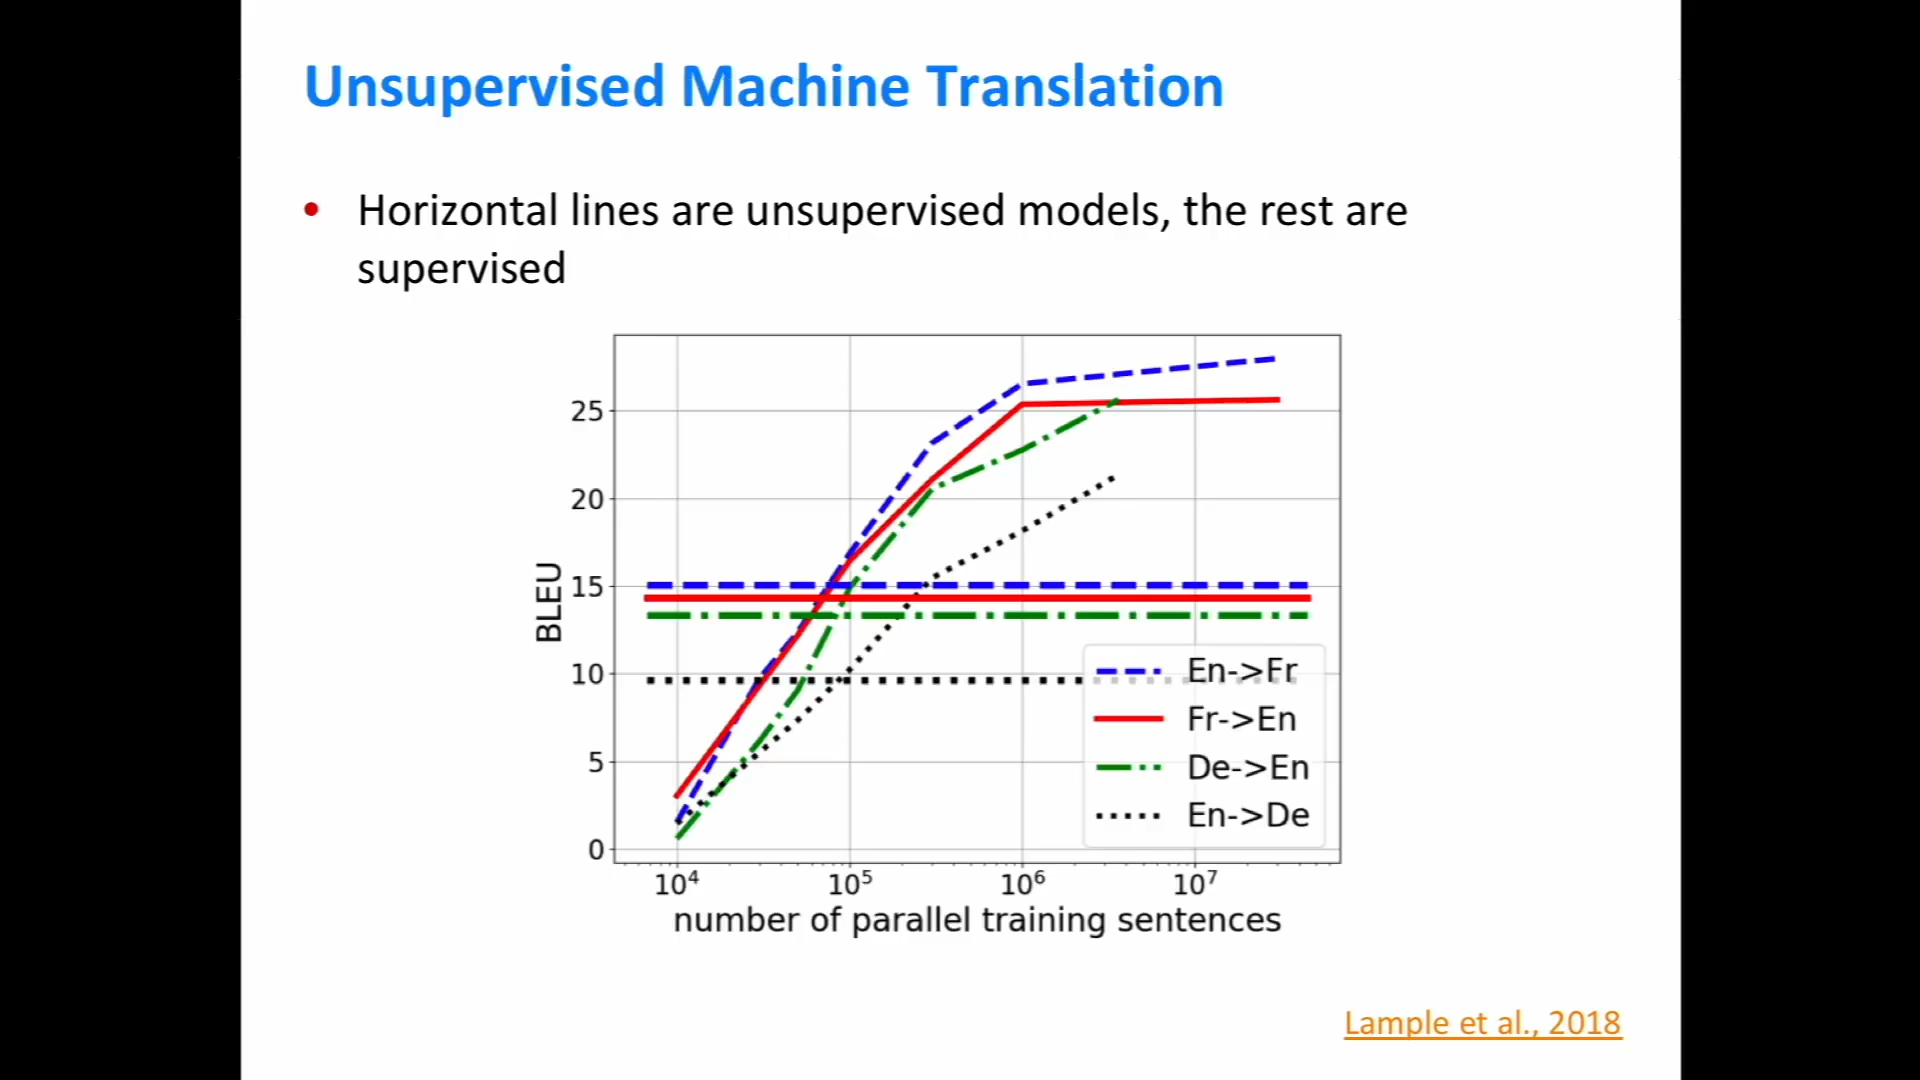 Unsupervised Machine Translation
• Horizontal lines are unsupervised models, the rest are
supervised
BLEU
25
20
15
10
5
0
10⁴ 10⁵ 10⁶ 10⁷
number of parallel training sentences
En->Fr
Fr->En
De->En
En->De
Lample et al., 2018